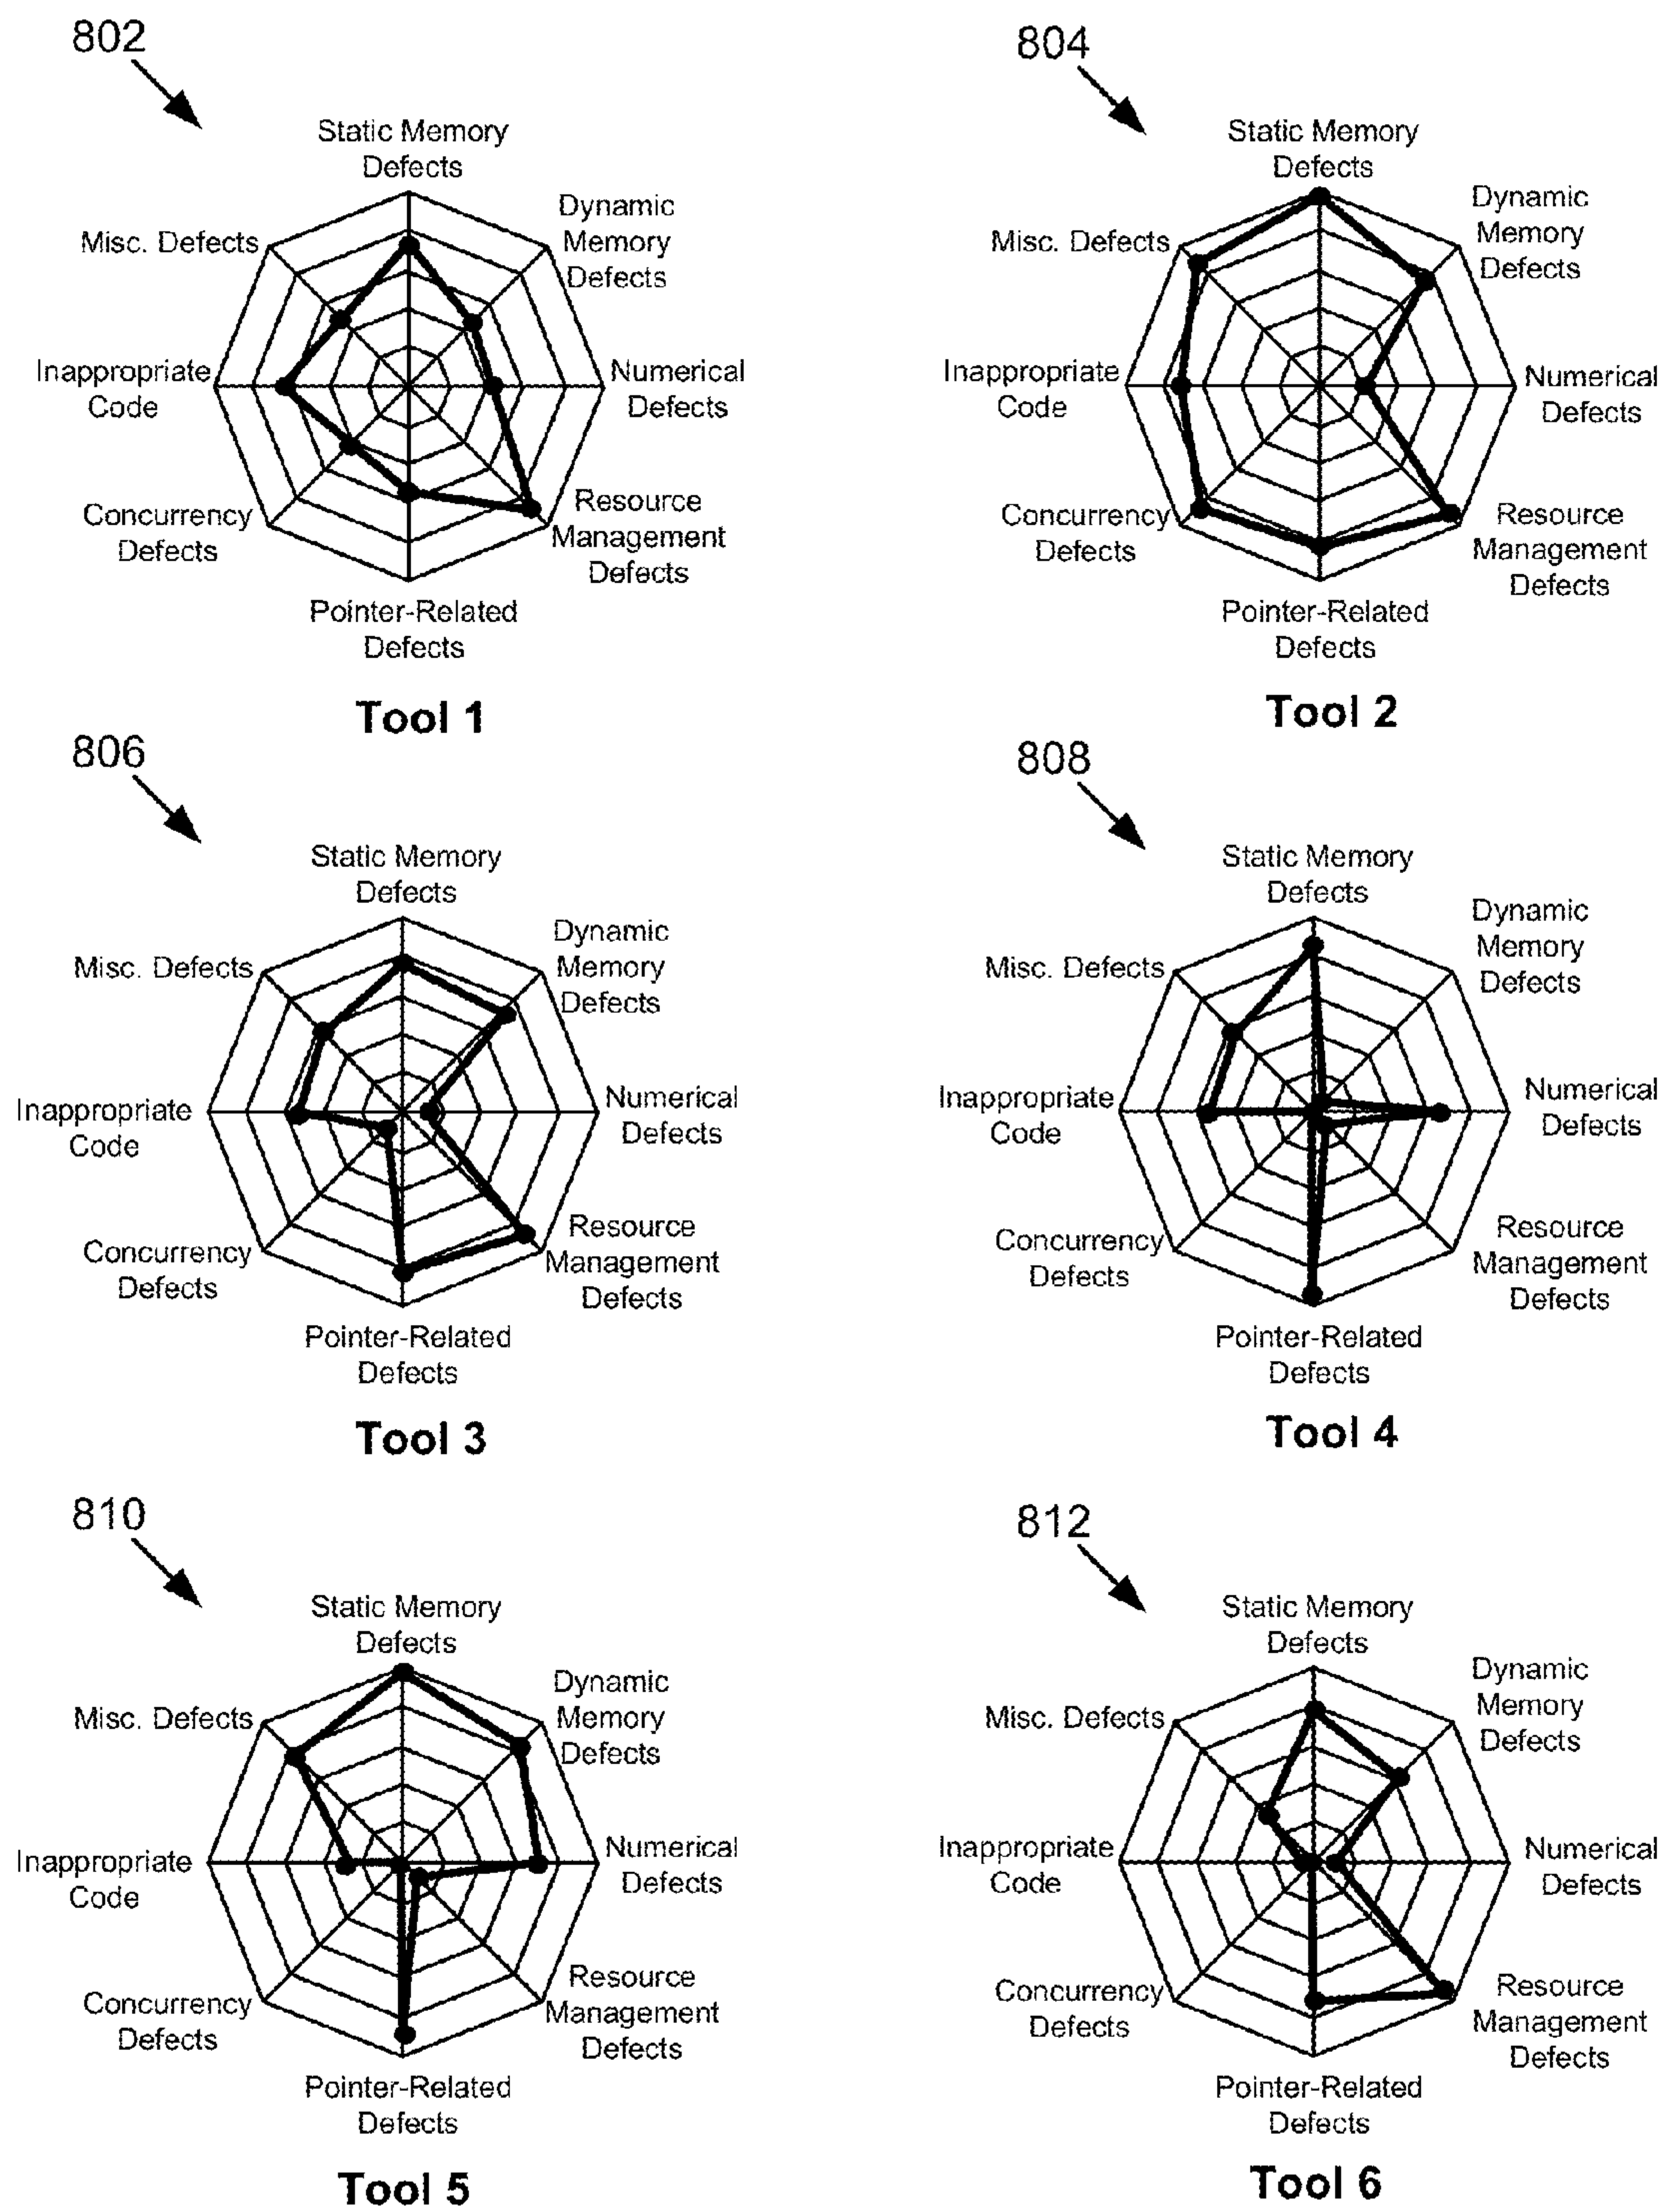 802
Static Memory
Defects
Dynamic
Memory
Defects
Misc. Defects
Inappropriate
Code
Numerical
Defects
Concurrency
Defects
Resource
Management
Defects
Pointer-Related
Defects
Tool 1
804
Static Memory
Defects
Dynamic
Memory
Defects
Misc. Defects
Inappropriate
Code
Numerical
Defects
Concurrency
Defects
Resource
Management
Defects
Pointer-Related
Defects
Tool 2
806
Static Memory
Defects
Dynamic
Memory
Defects
Misc. Defects
Inappropriate
Code
Numerical
Defects
Concurrency
Defects
Resource
Management
Defects
Pointer-Related
Defects
Tool 3
808
Static Memory
Defects
Dynamic
Memory
Defects
Misc. Defects
Inappropriate
Code
Numerical
Defects
Concurrency
Defects
Resource
Management
Defects
Pointer-Related
Defects
Tool 4
810
Static Memory
Defects
Dynamic
Memory
Defects
Misc. Defects
Inappropriate
Code
Numerical
Defects
Concurrency
Defects
Resource
Management
Defects
Pointer-Related
Defects
Tool 5
812
Static Memory
Defects
Dynamic
Memory
Defects
Misc. Defects
Inappropriate
Code
Numerical
Defects
Concurrency
Defects
Resource
Management
Defects
Pointer-Related
Defects
Tool 6